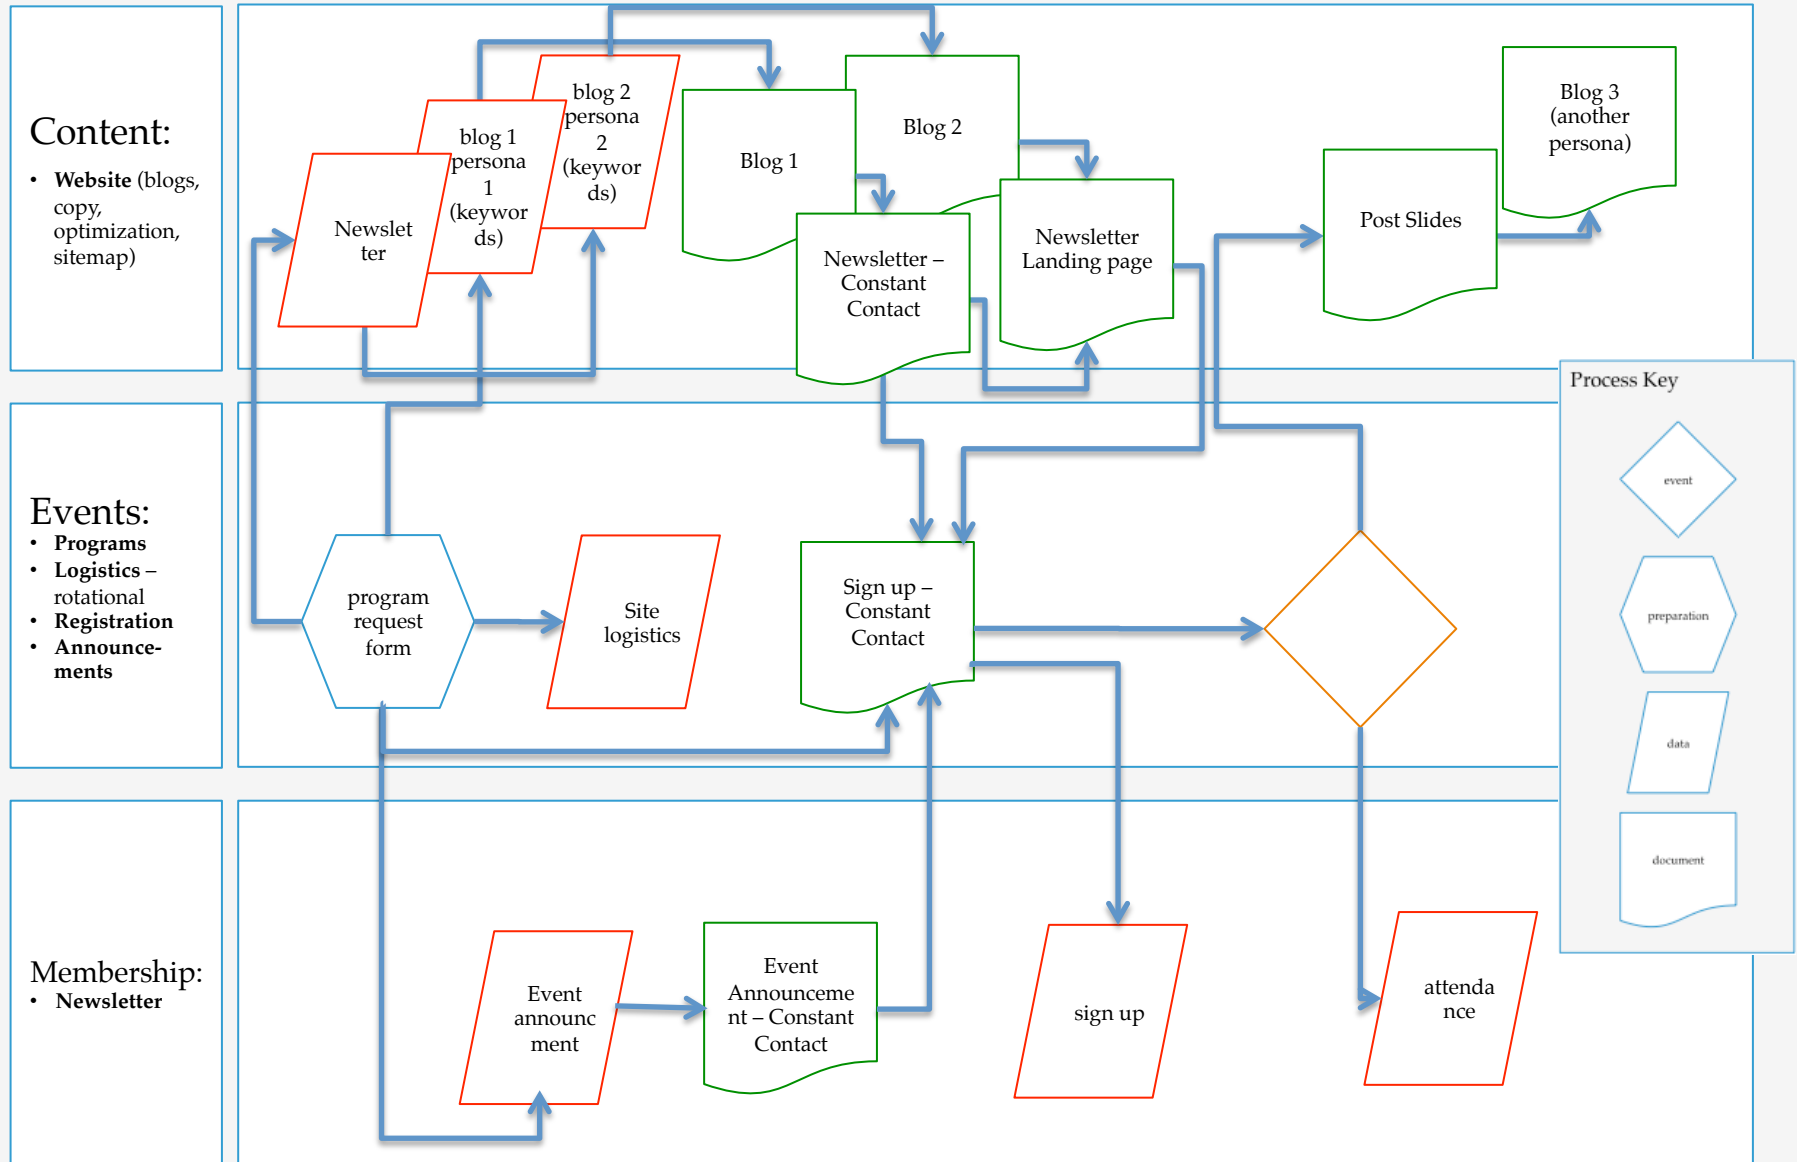 Content:
• Website (blogs,
copy,
optimization,
sitemap)
Newslet
ter
blog 1
persona
1
(keywor
ds)
blog 2
persona
2
(keywor
ds)
Blog 1
Blog 2
Newsletter –
Constant
Contact
Newsletter
Landing page
Post Slides
Blog 3
(another
persona)
Events:
• Programs
• Logistics –
rotational
• Registration
• Announce-
ments
program
request
form
Site
logistics
Sign up –
Constant
Contact
Membership:
• Newsletter
Event
announc
ment
Event
Announceme
nt – Constant
Contact
sign up
attenda
nce
Process Key
event
preparation
data
document